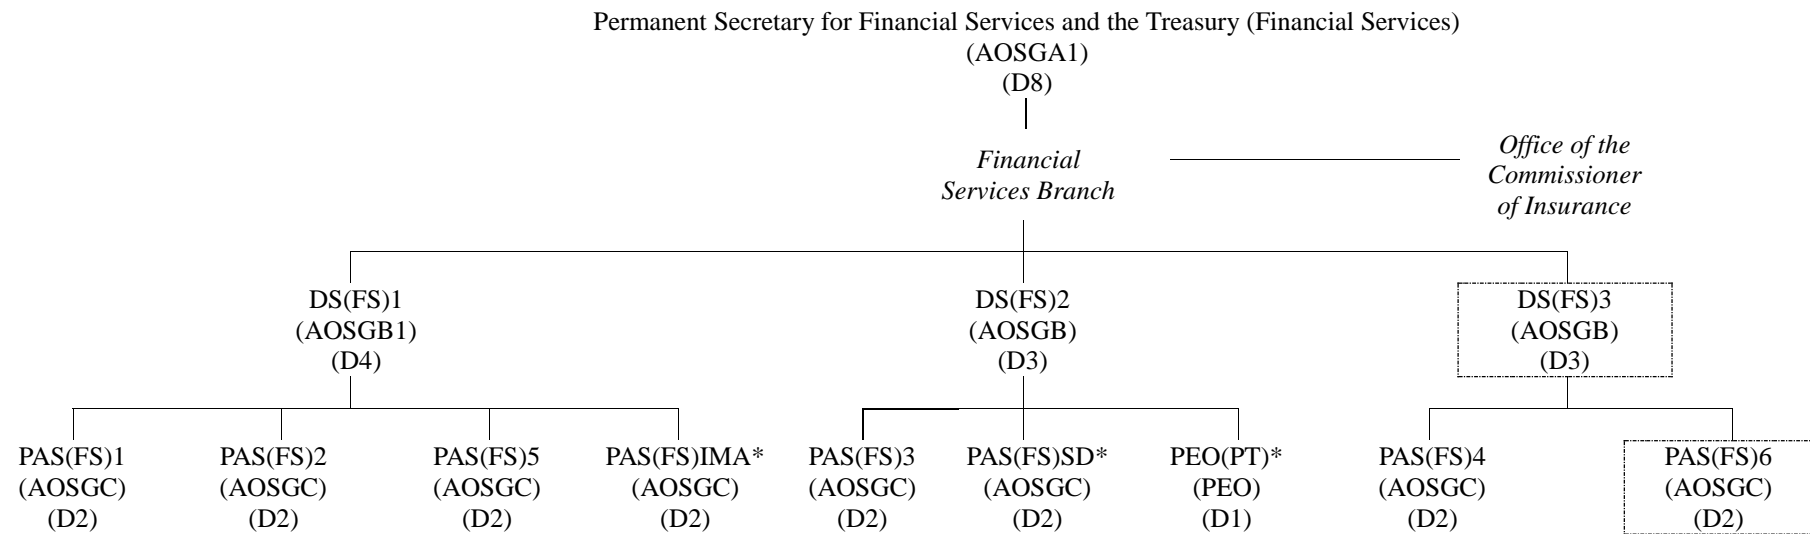 Permanent Secretary for Financial Services and the Treasury (Financial Services)
(AOSGA1)
(D8)
Financial
Services Branch
Office of the
Commissioner
of Insurance
DS(FS)1
(AOSGB1)
(D4)
DS(FS)2
(AOSGB)
(D3)
DS(FS)3
(AOSGB)
(D3)
PAS(FS)1
(AOSGC)
(D2)
PAS(FS)2
(AOSGC)
(D2)
PAS(FS)5
(AOSGC)
(D2)
PAS(FS)IMA*
(AOSGC)
(D2)
PAS(FS)3
(AOSGC)
(D2)
PAS(FS)SD*
(AOSGC)
(D2)
PEO(PT)*
(PEO)
(D1)
PAS(FS)4
(AOSGC)
(D2)
PAS(FS)6
(AOSGC)
(D2)